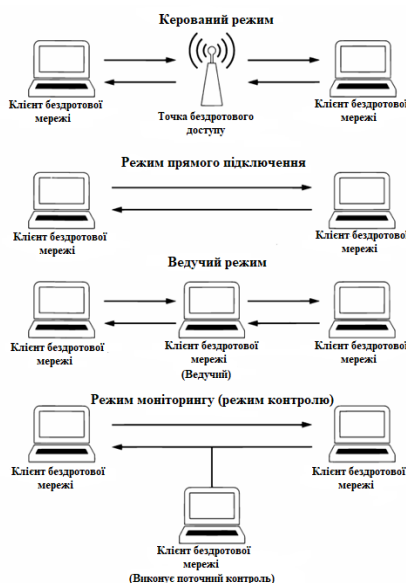 Керований режим
Клієнт бездротової
мережі
Точка бездротового
доступу
Клієнт бездротової
мережі
Режим прямого підключення
Клієнт бездротової
мережі
Клієнт бездротової
мережі
Ведучий режим
Клієнт бездротової
мережі
Клієнт бездротової
мережі
(Ведучий)
Клієнт бездротової
мережі
Режим моніторингу (режим контролю)
Клієнт бездротової
мережі
Клієнт бездротової
мережі
Клієнт бездротової
мережі
(Виконує поточний контроль)